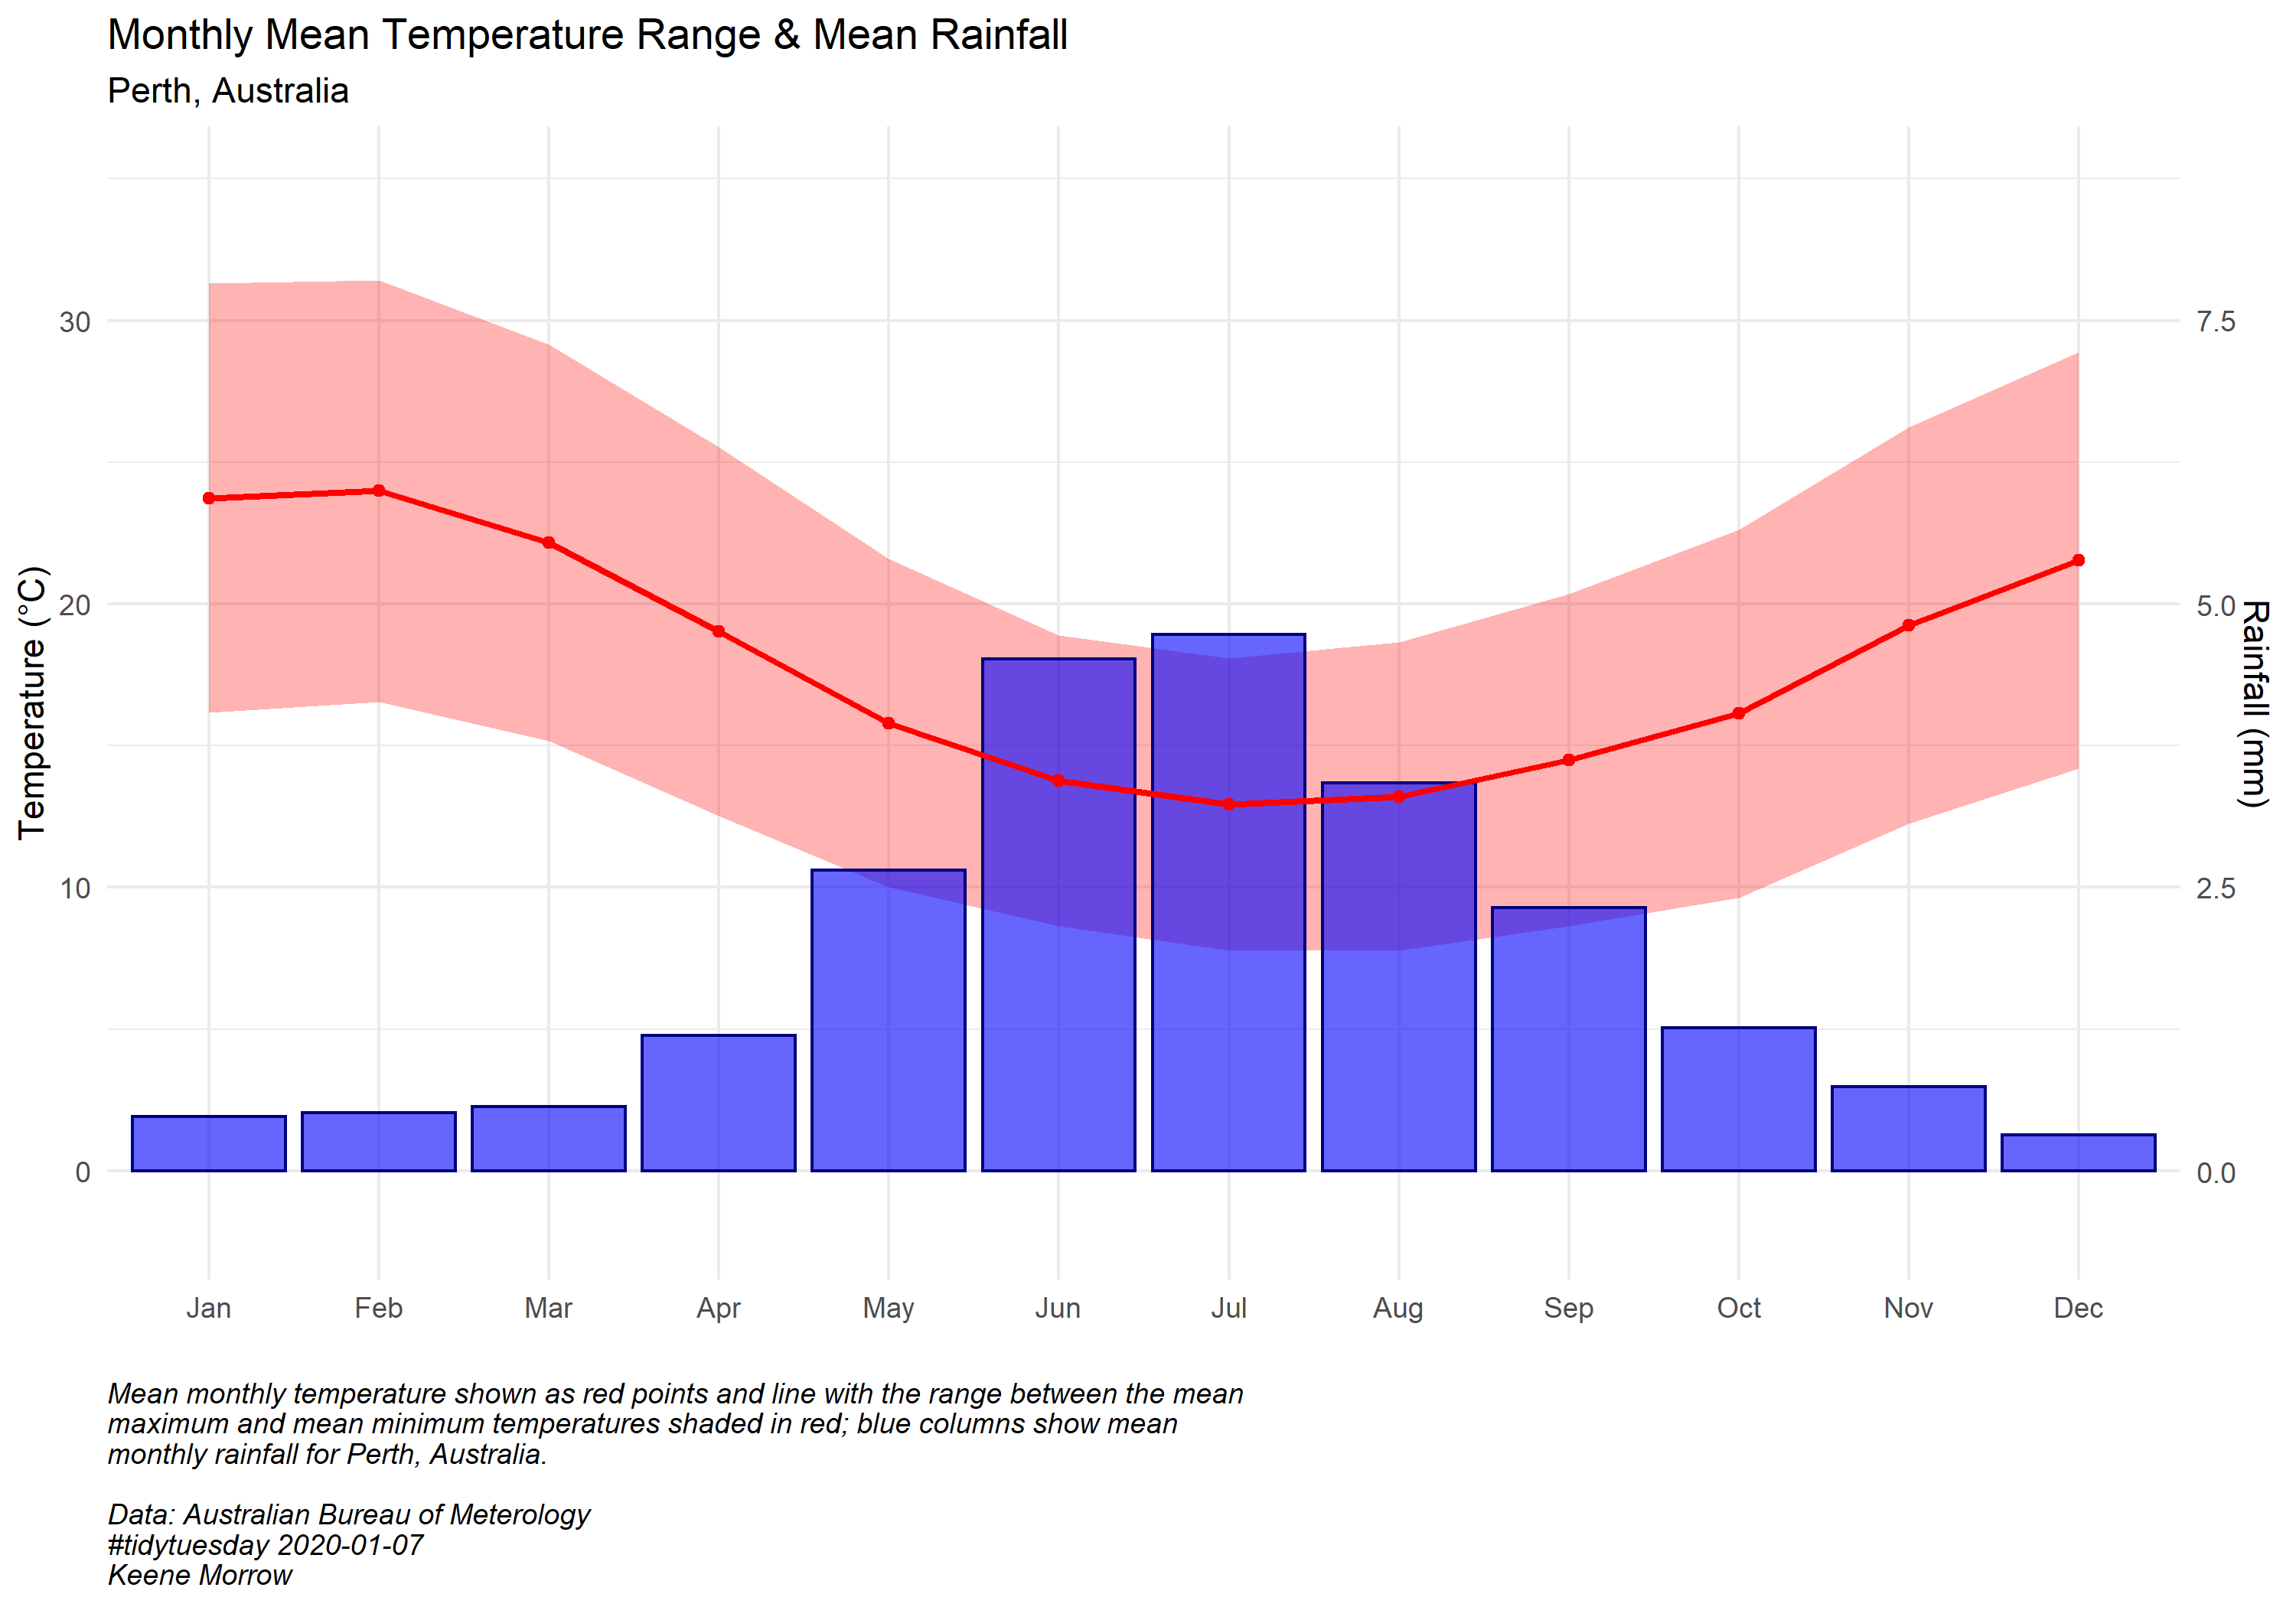 Monthly Mean Temperature Range & Mean Rainfall
Perth, Australia
Temperature (°C)
30
20
10
0
7.5
5.0
2.5
0.0
Rainfall (mm)
Jan Feb Mar Apr May Jun Jul Aug Sep Oct Nov Dec
Mean monthly temperature shown as red points and line with the range between the mean
maximum and mean minimum temperatures shaded in red; blue columns show mean
monthly rainfall for Perth, Australia.
Data: Australian Bureau of Meterology
#tidytuesday 2020-01-07
Keene Morrow